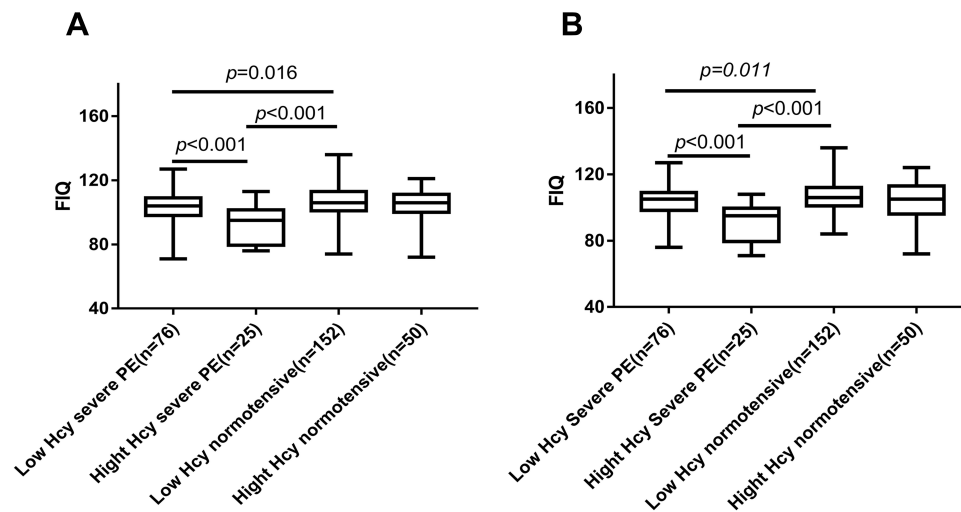 A
p=0.016
p<0.001
p<0.001
FIQ
160
120
80
40
Low Hcy severe PE(n=76)
Hight Hcy severe PE(n=25)
Low Hcy normotensive(n=152)
Hight Hcy normotensive(n=50)
B
p=0.011
p<0.001
p<0.001
FIQ
160
120
80
40
Low Hcy Severe PE(n=76)
Hight Hcy Severe PE(n=25)
Low Hcy normotensive(n=152)
Hight Hcy normotensive(n=50)